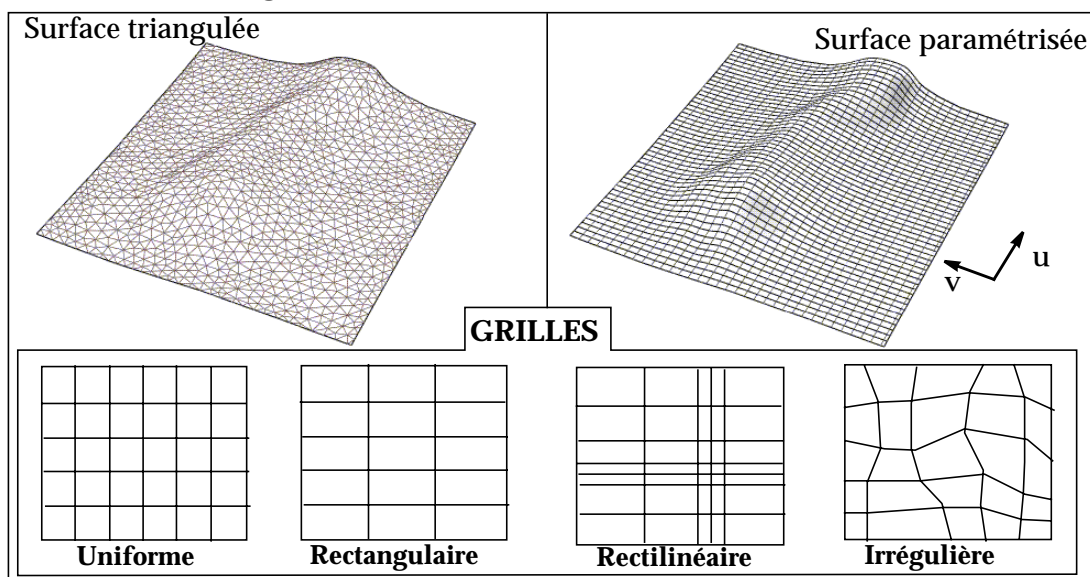 Surface triangulée
Surface paramétrisée
u
v
GRILLES
Uniforme
Rectangulaire
Rectilinéaire
Irrégulière